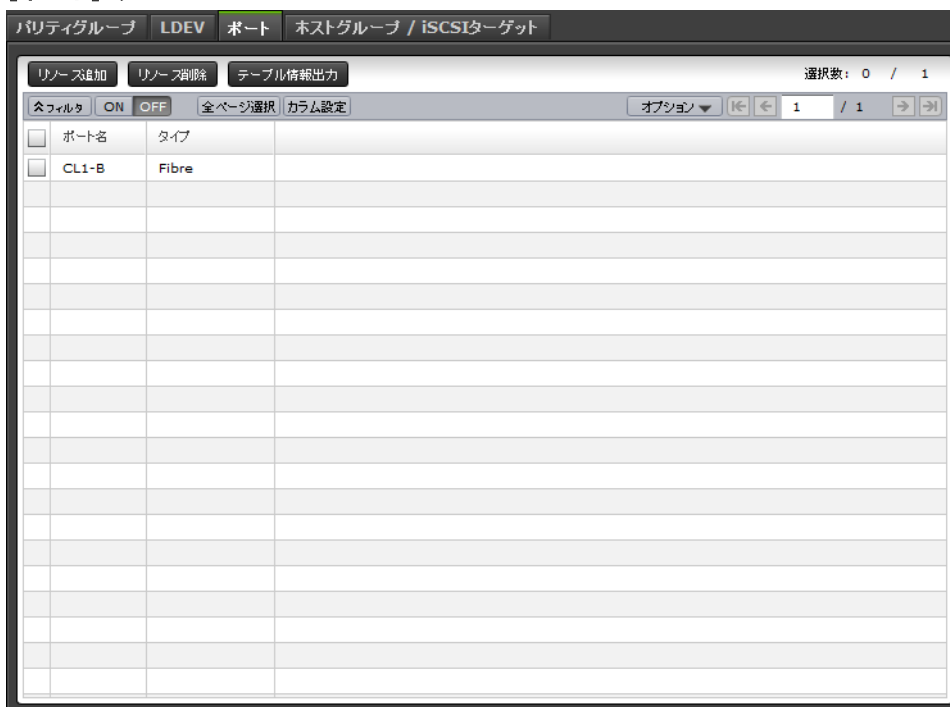 パリティグループ LDEV ポート ホストグループ / iSCSIターゲット
リソース追加 リソース削除 テーブル情報出力 選択数: 0 / 1
フィルタ ON OFF 全ページ選択 カラム設定 オプション 1 / 1
ポート名 タイプ
CL1-B Fibre